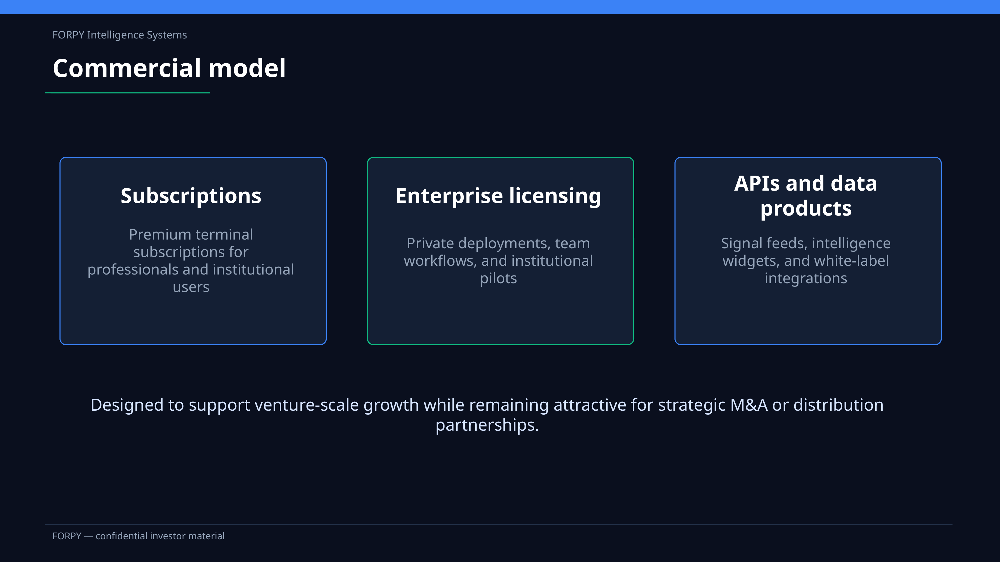 FORPY Intelligence Systems
Commercial model
Subscriptions
Premium terminal
subscriptions for
professionals and institutional
users
Enterprise licensing
Private deployments, team
workflows, and institutional
pilots
APIs and data
products
Signal feeds, intelligence
widgets, and white-label
integrations
Designed to support venture-scale growth while remaining attractive for strategic M&A or distribution
partnerships.
FORPY — confidential investor material